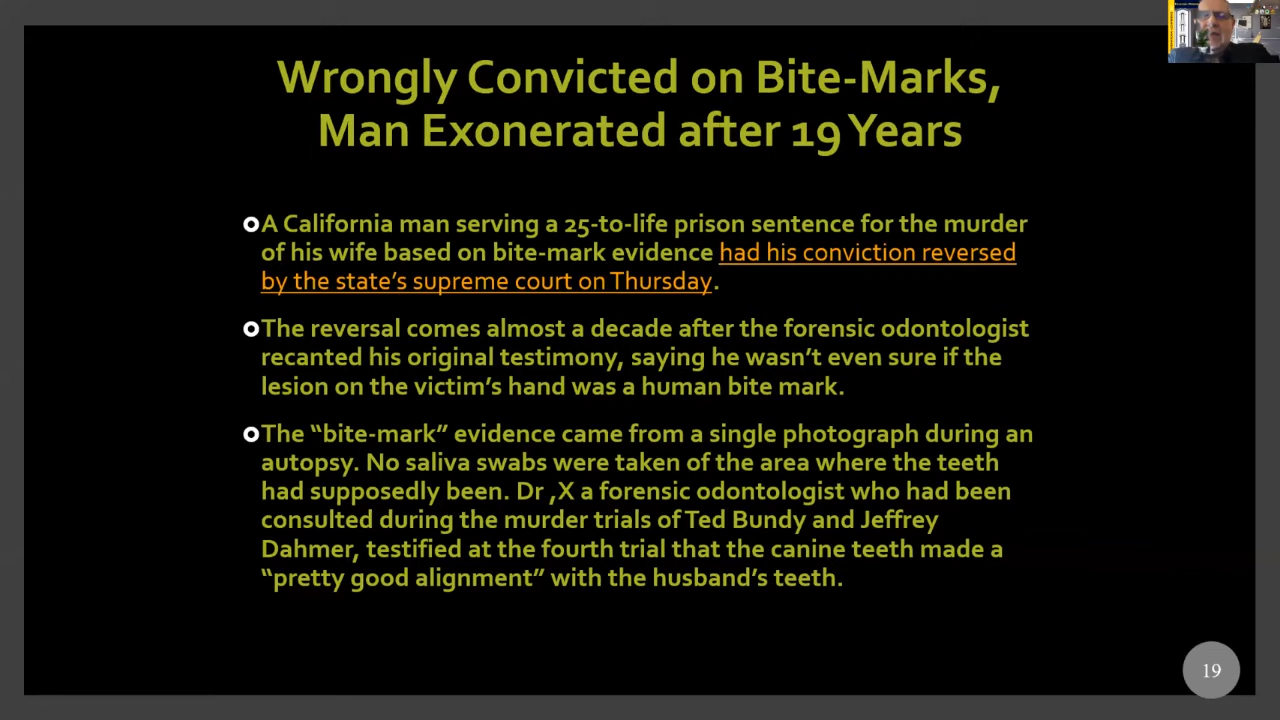 Wrongly Convicted on Bite-Marks,
Man Exonerated after 19 Years
A California man serving a 25-to-life prison sentence for the murder
of his wife based on bite-mark evidence had his conviction reversed
by the state’s supreme court on Thursday.
The reversal comes almost a decade after the forensic odontologist
recanted his original testimony, saying he wasn’t even sure if the
lesion on the victim’s hand was a human bite mark.
The “bite-mark” evidence came from a single photograph during an
autopsy. No saliva swabs were taken of the area where the teeth
had supposedly been. Dr ,X a forensic odontologist who had been
consulted during the murder trials of Ted Bundy and Jeffrey
Dahmer, testified at the fourth trial that the canine teeth made a
“pretty good alignment” with the husband’s teeth.
19